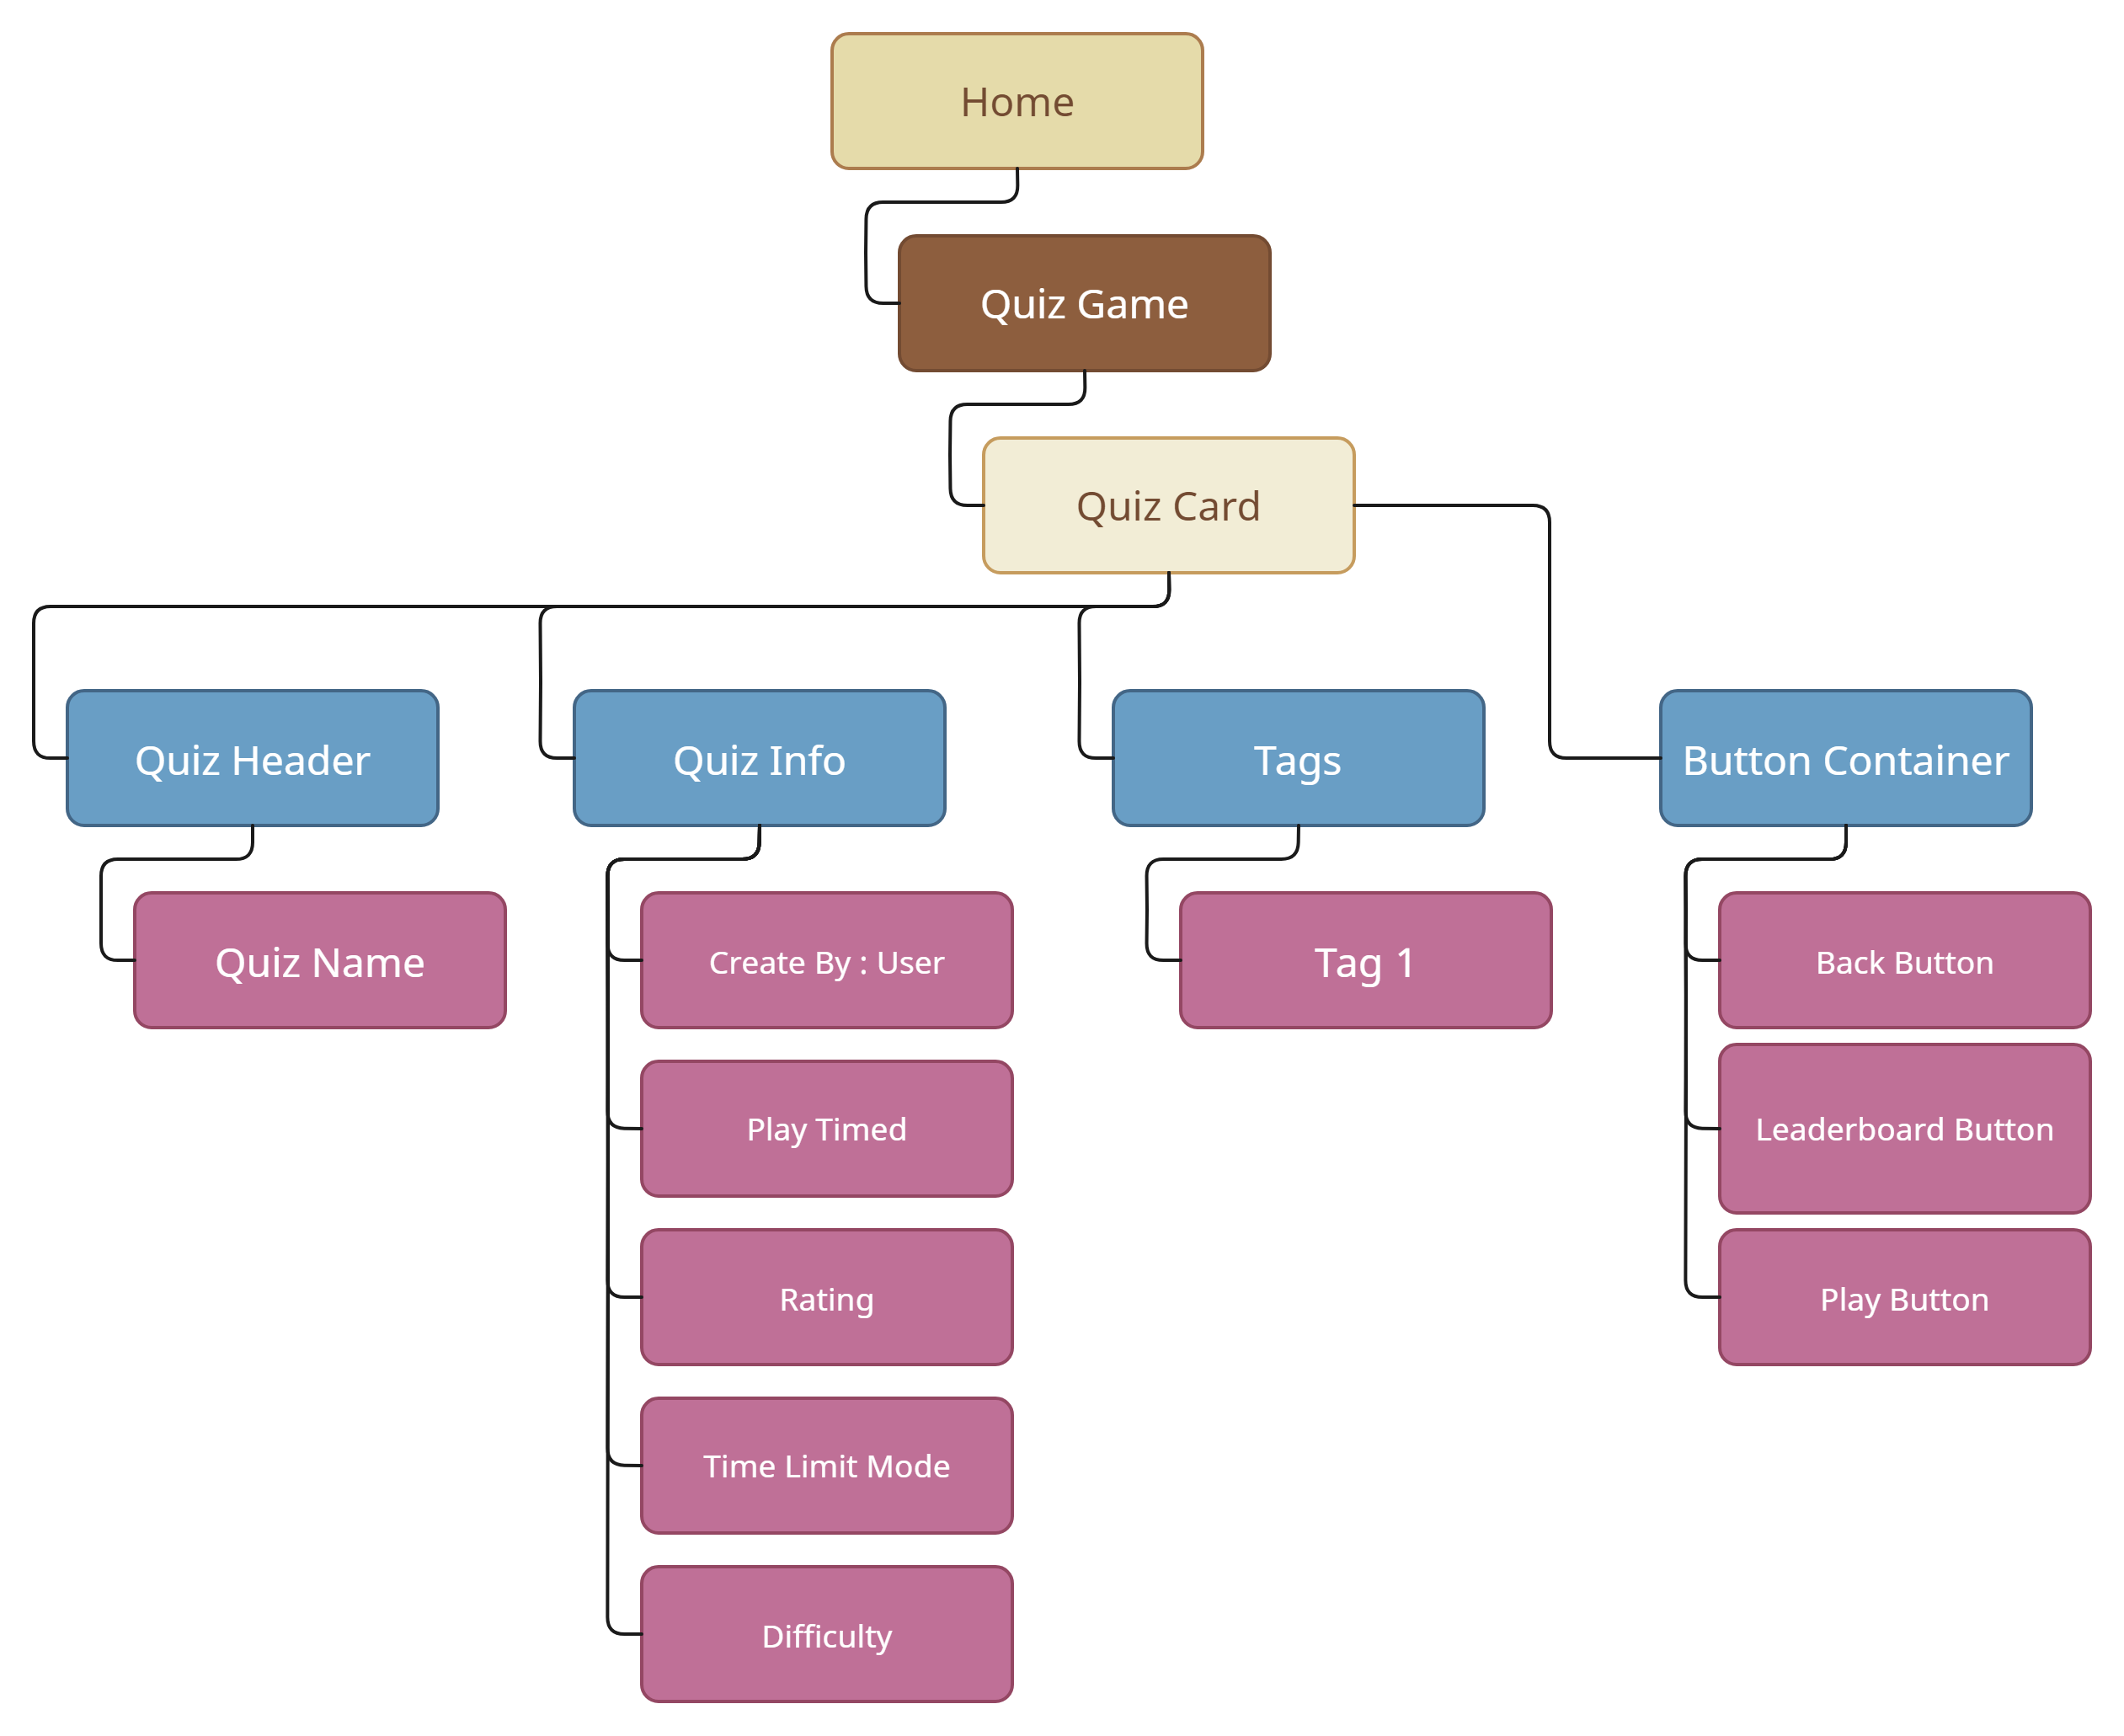 Home
Quiz Game
Quiz Card
Quiz Header
Quiz Info
Tags
Button Container
Quiz Name
Create By : User
Tag 1
Back Button
Play Timed
Leaderboard Button
Rating
Play Button
Time Limit Mode
Difficulty